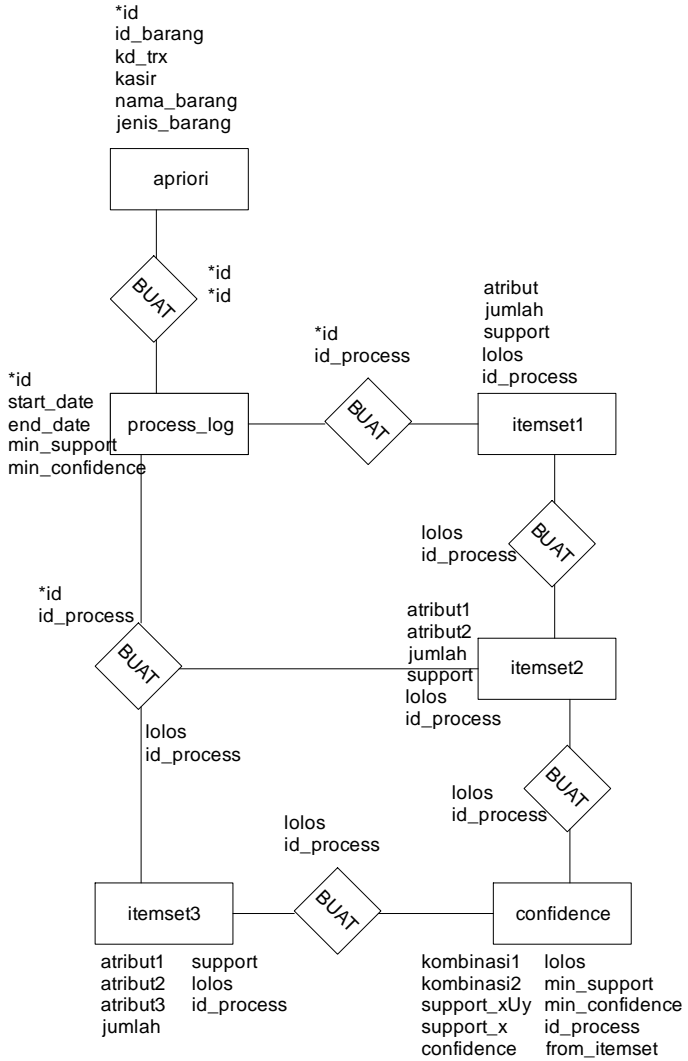 *id
id_barang
kd_trx
kasir
nama_barang
jenis_barang
apriori
BUAT
*id
*id
atribut
jumlah
support
lolos
id_process
*id
id_process
*id
start_date
end_date
min_support
min_confidence
process_log
BUAT
itemset1
lolos
id_process
BUAT
*id
id_process
atribut1
atribut2
jumlah
support
lolos
id_process
BUAT
itemset2
lolos
id_process
lolos
id_process
BUAT
lolos
id_process
itemset3
BUAT
confidence
atribut1 support
atribut2 lolos
atribut3 id_process
jumlah
kombinasi1 lolos
kombinasi2 min_support
support_xUy min_confidence
support_x id_process
confidence from_itemset